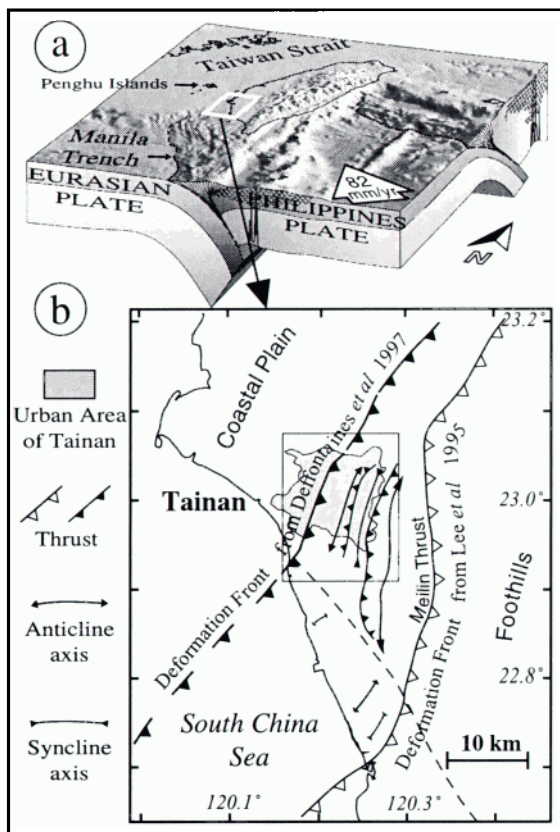 a
Taiwan Strait
Penghu Islands
Manila
Trench
EURASIAN
PLATE
82
mm/yr
PHILIPPINES
PLATE
N
b
Urban Area
of Tainan
Thrust
Anticline
axis
Syncline
axis
23.2°
Coastal Plain
Deformation Front from Deffontaines et al 1997
Tainan
23.0°
Meilin Thrust
Deformation Front from Lee et al 1995
Foothills
22.8°
South China
Sea
10 km
120.1°
120.3°